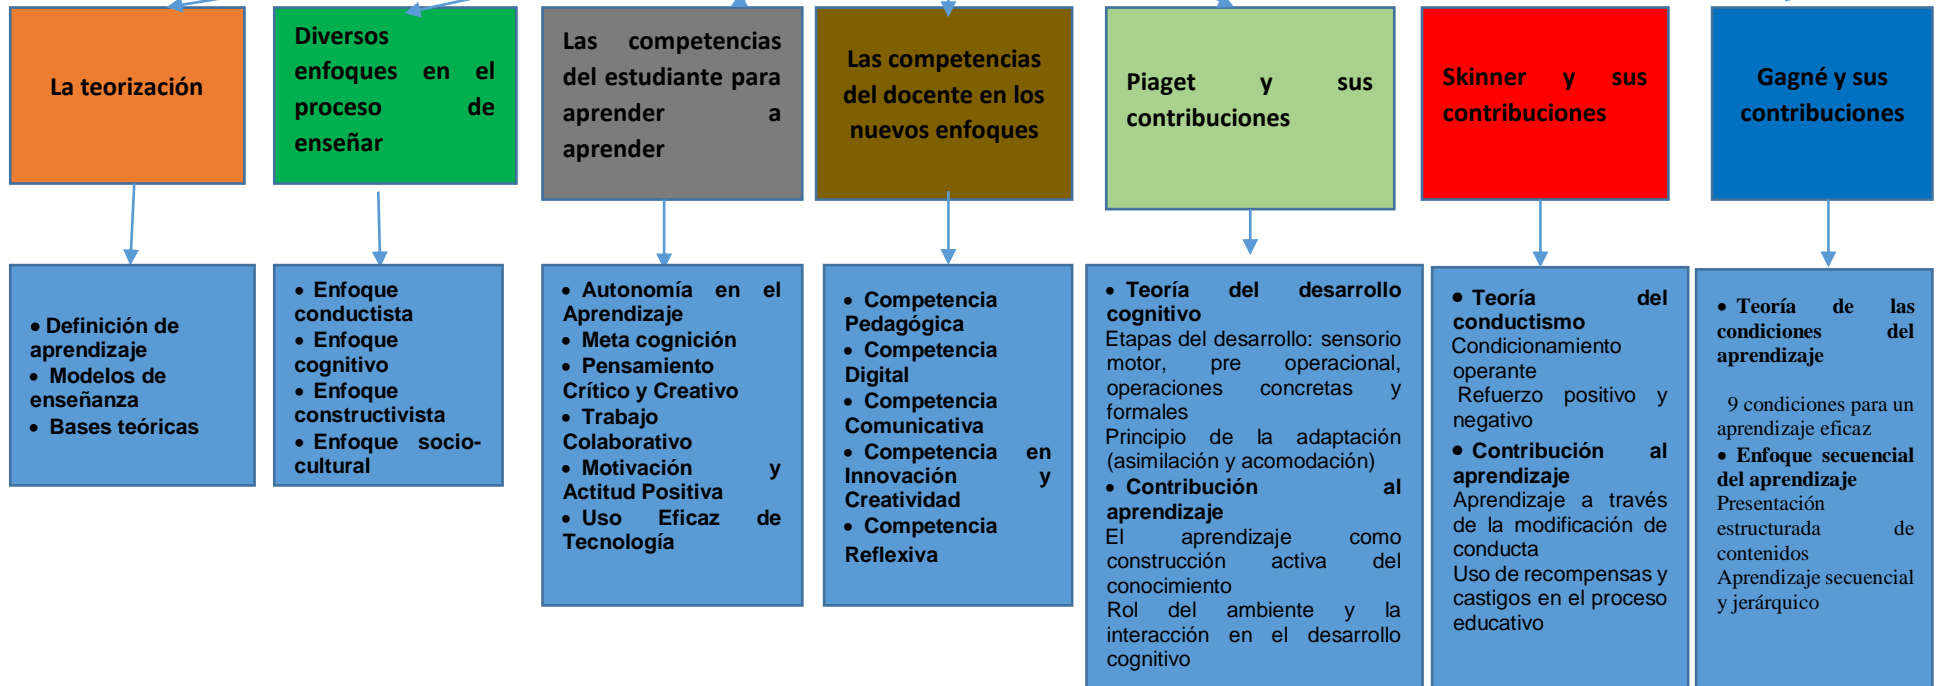 La teorización
Diversos
enfoques en el
proceso de
enseñar
Las competencias
del estudiante para
aprender a
aprender
Las competencias
del docente en los
nuevos enfoques
Piaget y sus
contribuciones
Skinner y sus
contribuciones
Gagné y sus
contribuciones
• Definición de
aprendizaje
• Modelos de
enseñanza
• Bases teóricas
• Enfoque
conductista
• Enfoque
cognitivo
• Enfoque
constructivista
• Enfoque socio-
cultural
• Autonomía en el
Aprendizaje
• Meta cognición
• Pensamiento
Crítico y Creativo
• Trabajo
Colaborativo
• Motivación y
Actitud Positiva
• Uso Eficaz de
Tecnología
• Competencia
Pedagógica
• Competencia
Digital
• Competencia
Comunicativa
• Competencia en
Innovación y
Creatividad
• Competencia
Reflexiva
• Teoría del desarrollo
cognitivo
Etapas del desarrollo: sensorio
motor, pre operacional,
operaciones concretas y
formales
Principio de la adaptación
(asimilación y acomodación)
• Contribución al
aprendizaje
El aprendizaje como
construcción activa del
conocimiento
Rol del ambiente y la
interacción en el desarrollo
cognitivo
• Teoría del
conductismo
Condicionamiento
operante
Refuerzo positivo y
negativo
• Contribución al
aprendizaje
Aprendizaje a través
de la modificación de
conducta
Uso de recompensas y
castigos en el proceso
educativo
• Teoría de las
condiciones del
aprendizaje
9 condiciones para un
aprendizaje eficaz
• Enfoque secuencial
del aprendizaje
Presentación
estructurada de
contenidos
Aprendizaje secuencial
y jerárquico